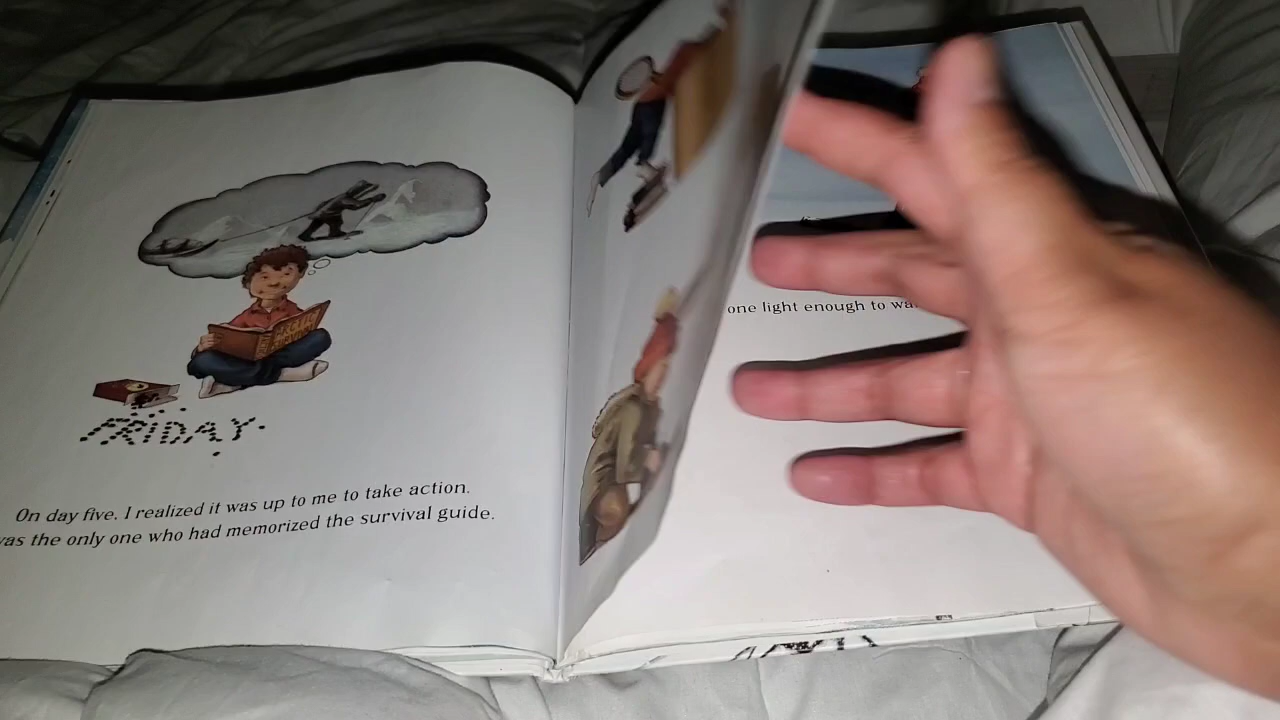 FRIDAY
On day five, I realized it was up to me to take action.
was the only one who had memorized the survival guide.
one light enough to